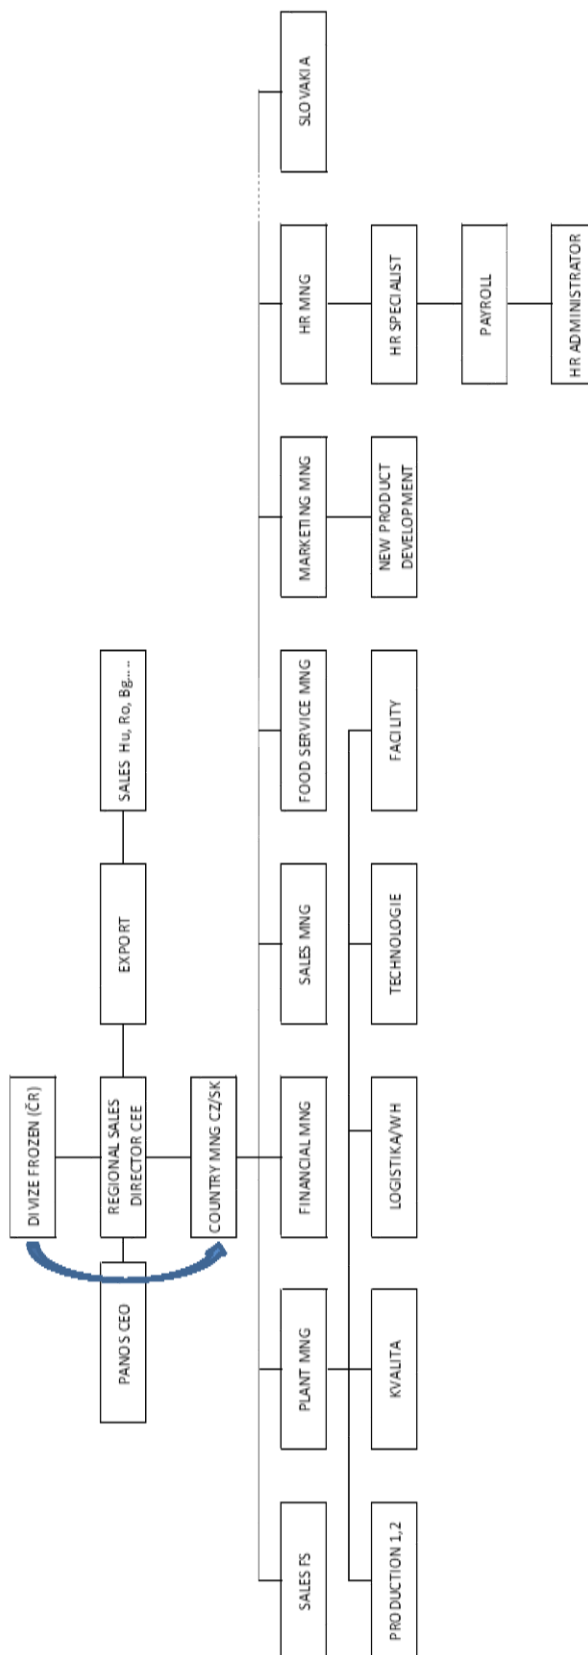 DIVIZE FROZEN (ČR)
PANOS CEO
REGIONAL SALES
DIRECTOR CEE
EXPORT
SALES Hu, Ro, Bg,…..
COUNTRY MNG CZ/SK
SALES FS
PLANT MNG
FINANCIAL MNG
SALES MNG
FOOD SERVICE MNG
MARKETING MNG
HR MNG
SLOVAKIA
PRODUCTION 1,2
KVALITA
LOGISTIKA/WH
TECHNOLOGIE
FACILITY
NEW PRODUCT
DEVELOPMENT
HR SPECIALIST
PAYROLL
HR ADMINISTRATOR